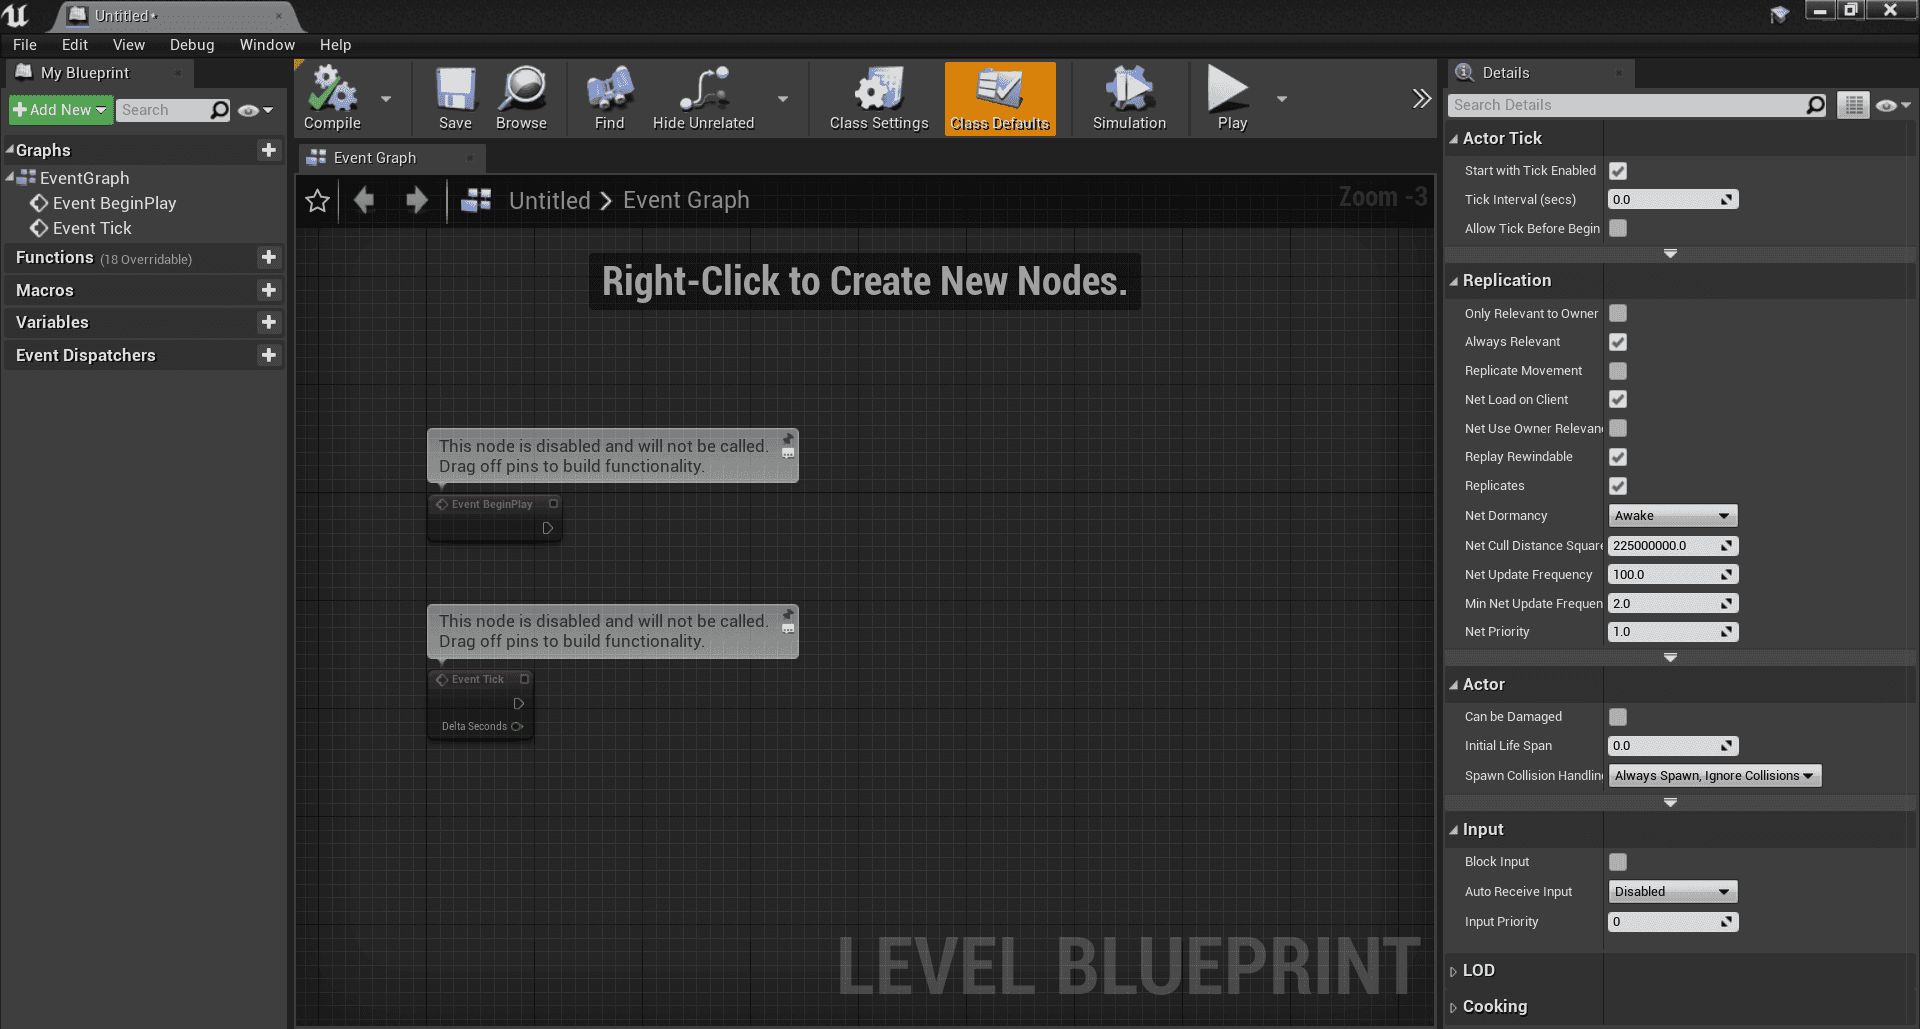 Untitled*
File Edit View Debug Window Help
My Blueprint
Add New
Search
Graphs
EventGraph
Event BeginPlay
Event Tick
Functions (18 Overridable)
Macros
Variables
Event Dispatchers
Compile
Save
Browse
Find
Hide Unrelated
Class Settings
Class Defaults
Simulation
Play
Event Graph
Untitled > Event Graph
Zoom -3
Right-Click to Create New Nodes.
This node is disabled and will not be called.
Drag off pins to build functionality.
Event BeginPlay
This node is disabled and will not be called.
Drag off pins to build functionality.
Event Tick
Delta Seconds
LEVEL BLUEPRINT
Details
Search Details
Actor Tick
Start with Tick Enabled
Tick Interval (secs) 0.0
Allow Tick Before Begin
Replication
Only Relevant to Owner
Always Relevant
Replicate Movement
Net Load on Client
Net Use Owner Relevan
Replay Rewindable
Replicates
Net Dormancy Awake
Net Cull Distance Square 225000000.0
Net Update Frequency 100.0
Min Net Update Frequen 2.0
Net Priority 1.0
Actor
Can be Damaged
Initial Life Span 0.0
Spawn Collision Handlin Always Spawn, Ignore Collisions
Input
Block Input
Auto Receive Input Disabled
Input Priority 0
LOD
Cooking